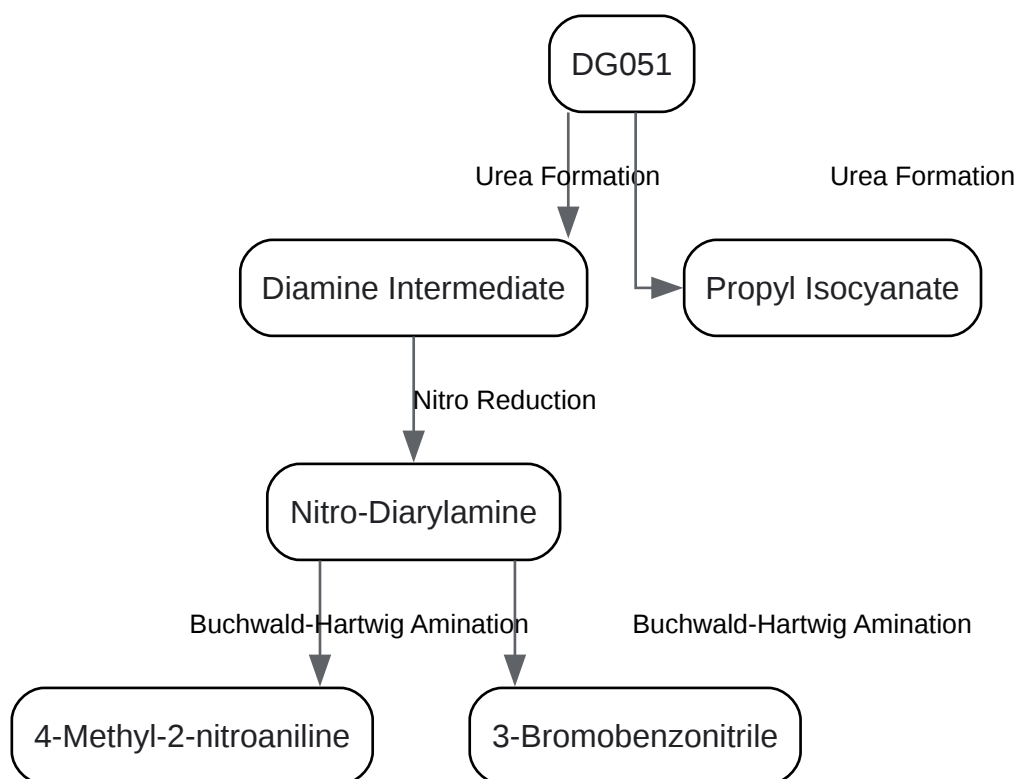 DG051
Urea Formation
Urea Formation
Diamine Intermediate
Propyl Isocyanate
Nitro Reduction
Nitro-Diarylamine
Buchwald-Hartwig Amination
Buchwald-Hartwig Amination
4-Methyl-2-nitroaniline
3-Bromobenzonitrile